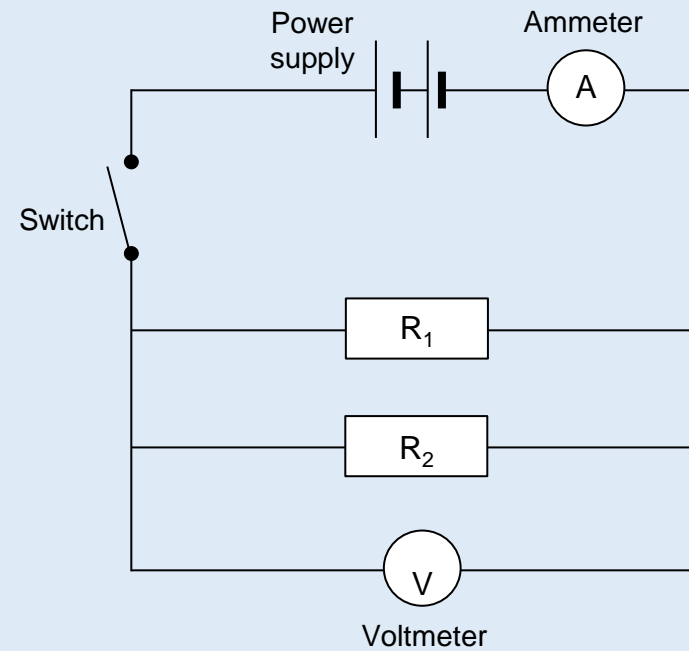 Power
supply
Ammeter
A
Switch
R₁
R₂
V
Voltmeter